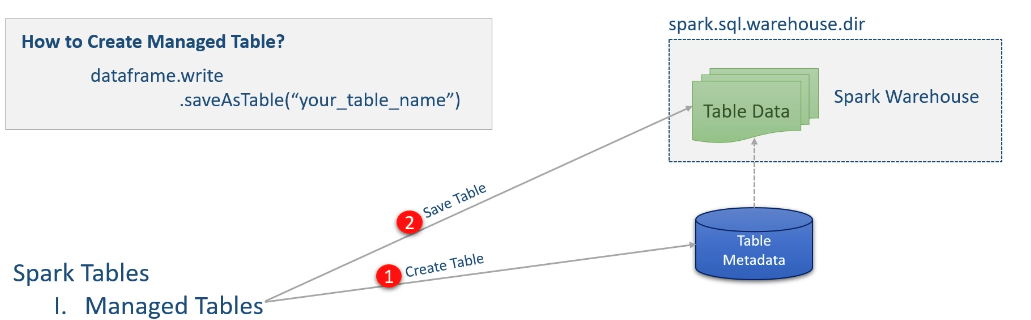 How to Create Managed Table?
dataframe.write
.saveAsTable(“your_table_name”)
spark.sql.warehouse.dir
Table Data
Spark Warehouse
2 Save Table
1 Create Table
Table
Metadata
Spark Tables
I. Managed Tables